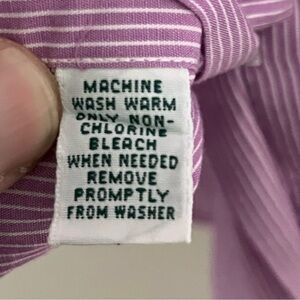 MACHINE
WASH WARM
ONLY NON-
CHLORINE
BLEACH
WHEN NEEDED
REMOVE
PROMPTLY
FROM WASHER